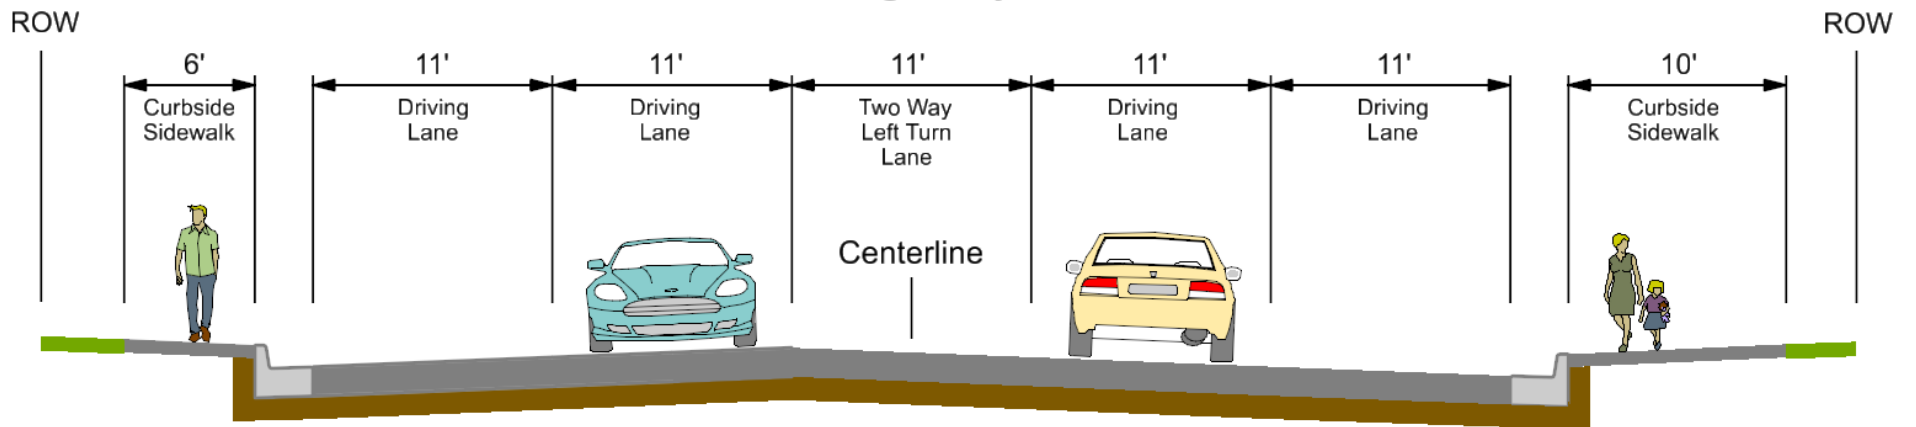 ROW
ROW
6'
11'
11'
11'
11'
11'
10'
Curbside
Sidewalk
Driving
Lane
Driving
Lane
Two Way
Left Turn
Lane
Driving
Lane
Driving
Lane
Curbside
Sidewalk
Centerline